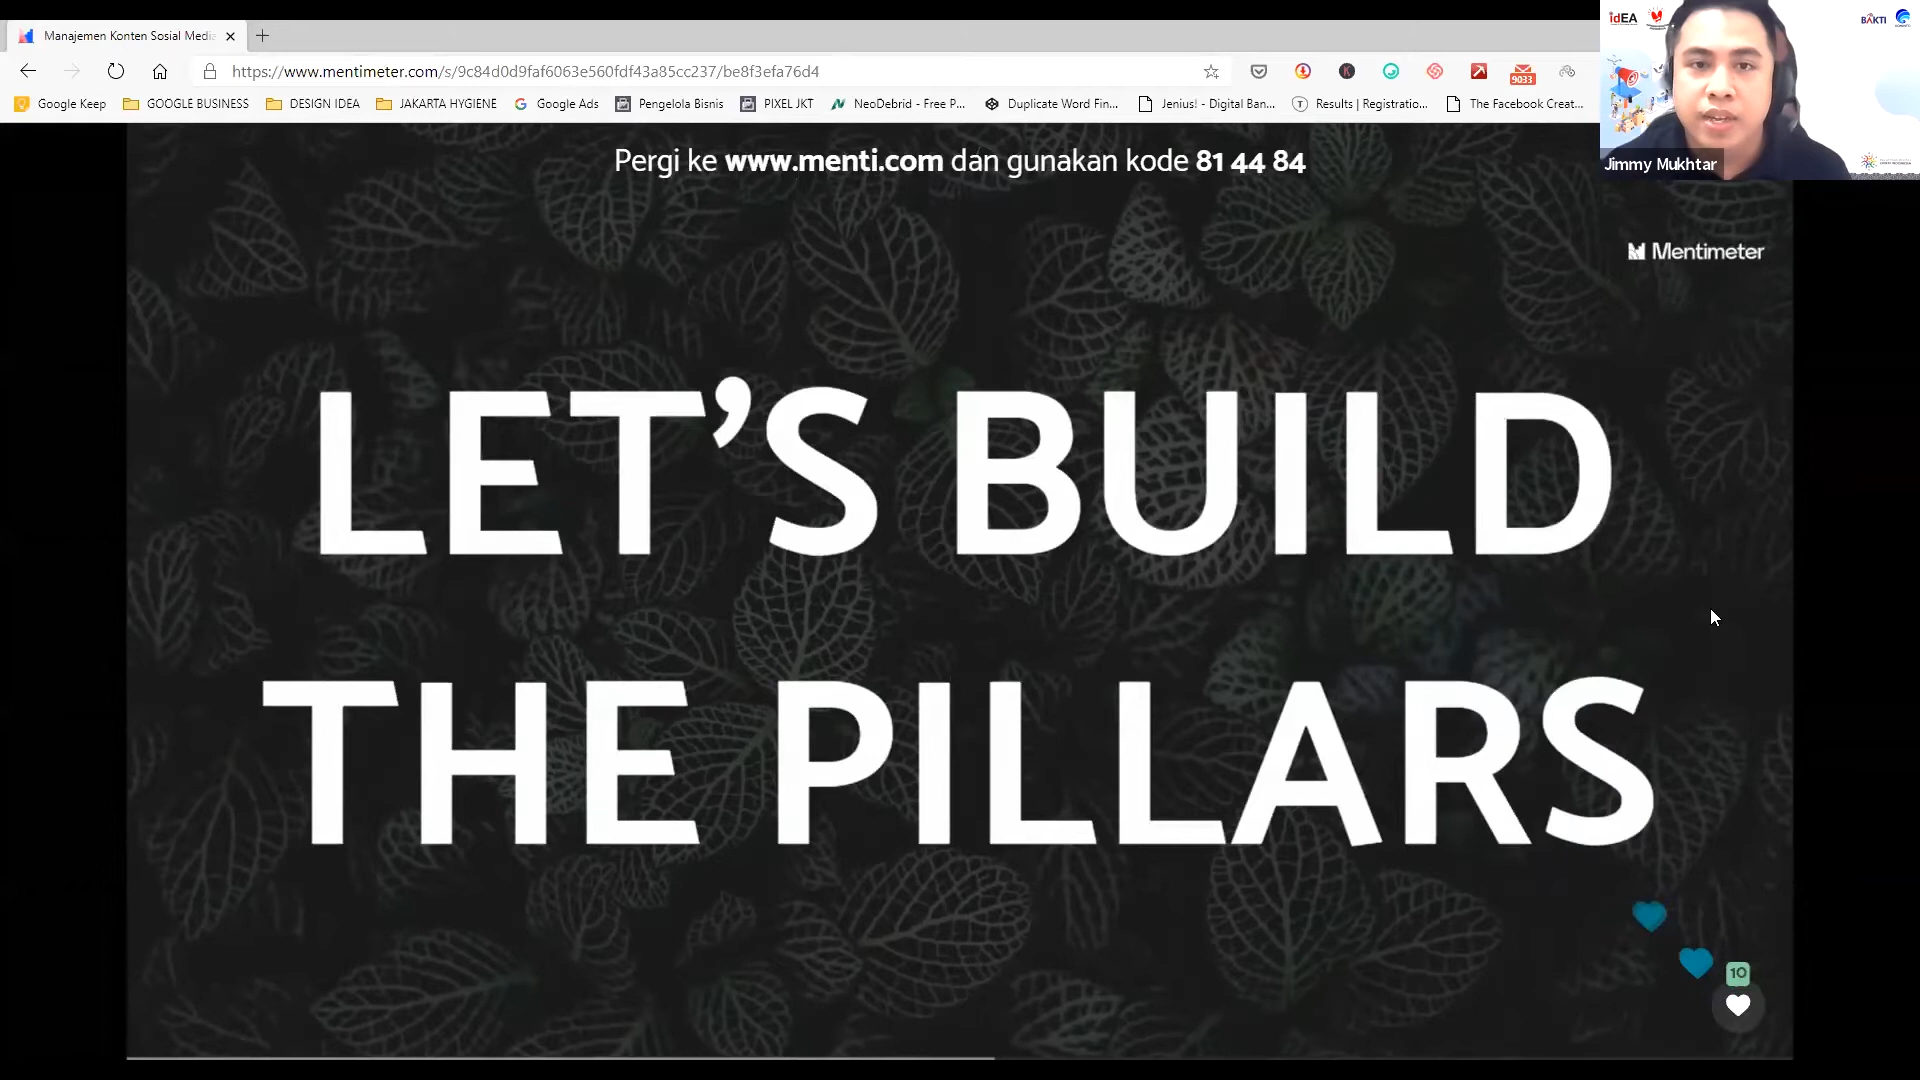 Manajemen Konten Sosial Media
https://www.mentimeter.com/s/9c84d0d9faf6063e560fdf43a85cc237/be8f3efa76d4
9033
Google Keep
GOOGLE BUSINESS
DESIGN IDEA
JAKARTA HYGIENE
Google Ads
Pengelola Bisnis
PIXEL JKT
NeoDebrid - Free P...
Duplicate Word Fin...
Jenius! - Digital Ban...
Results | Registratio...
The Facebook Creat...
idEA
BAKTI
Jimmy Mukhtar
Pergi ke www.menti.com dan gunakan kode 81 44 84
Mentimeter
LET'S BUILD
THE PILLARS
10